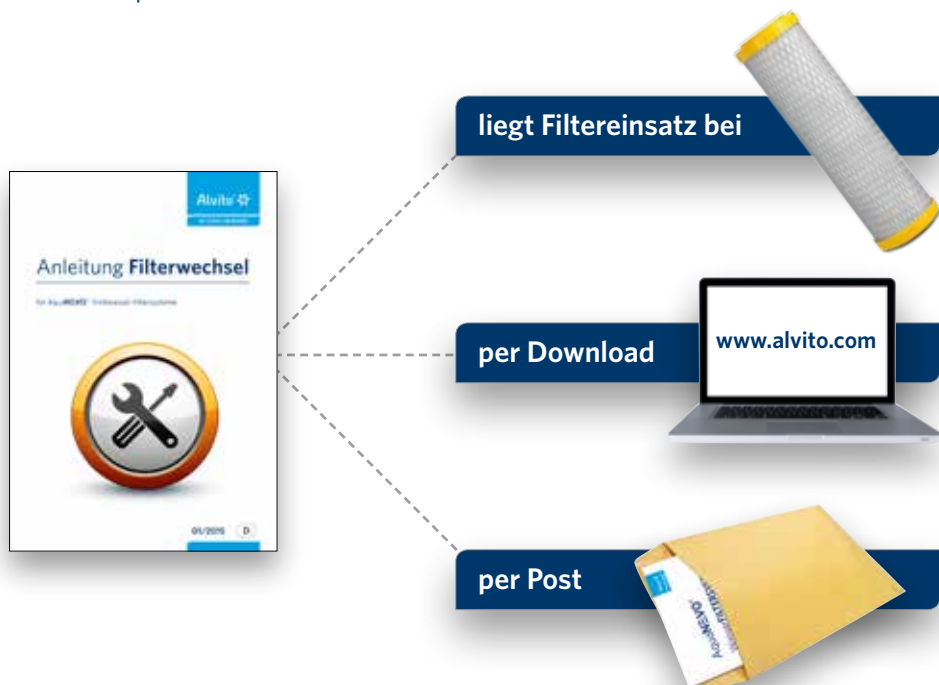 liegt Filtereinsatz bei
Alvito
Anleitung Filterwechsel
www.alvito.com
per Download
01/2015 D
per Post
AquaNEVO